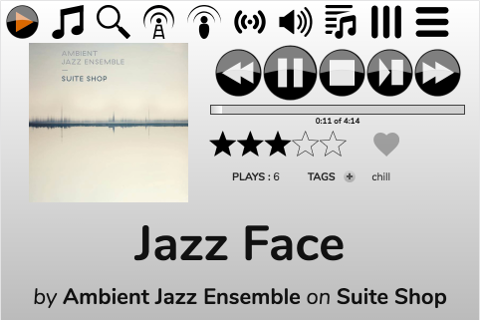 AMBIENT
JAZZ ENSEMBLE
—
SUITE SHOP
0:11 of 4:14
PLAYS : 6 TAGS + chill
Jazz Face
by Ambient Jazz Ensemble on Suite Shop